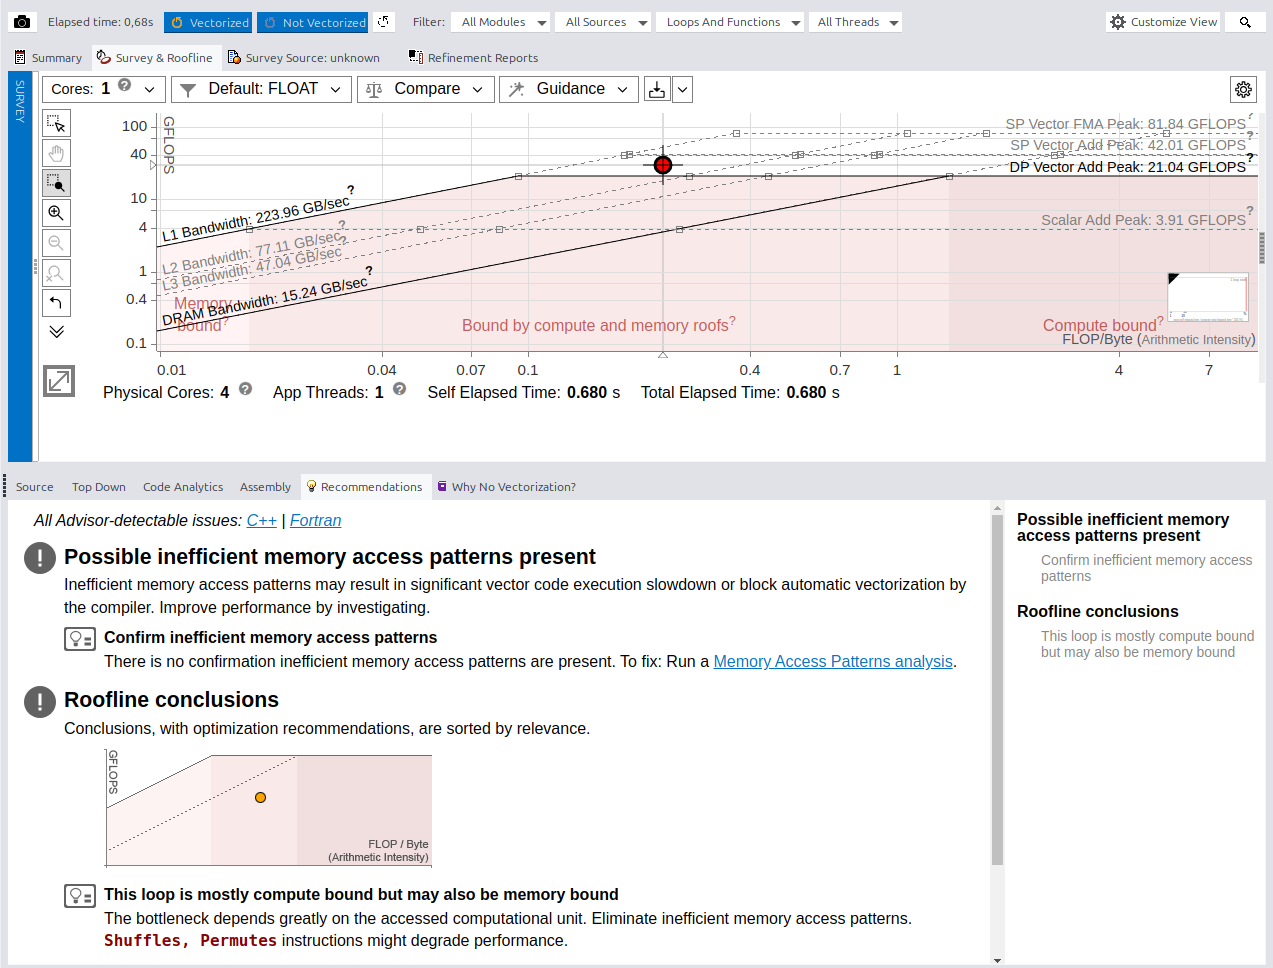 Elapsed time: 0,68s Vectorized Not Vectorized Filter: All Modules All Sources Loops And Functions All Threads Customize View
Summary Survey & Roofline Survey Source: unknown Refinement Reports
SURVEY
Cores: 1 ? Default: FLOAT Compare Guidance
GFLOPS
100
40
10
4
1
0.4
0.1
SP Vector FMA Peak: 81.84 GFLOPS ?
SP Vector Add Peak: 42.01 GFLOPS ?
DP Vector Add Peak: 21.04 GFLOPS ?
Scalar Add Peak: 3.91 GFLOPS ?
L1 Bandwidth: 223.96 GB/sec ?
L2 Bandwidth: 77.11 GB/sec ?
L3 Bandwidth: 47.04 GB/sec ?
DRAM Bandwidth: 15.24 GB/sec ?
Memory
bound?
Bound by compute and memory roofs?
Compute bound?
FLOP/Byte (Arithmetic Intensity)
0.01 0.04 0.07 0.1 0.4 0.7 1 4 7
Physical Cores: 4 ? App Threads: 1 ? Self Elapsed Time: 0.680 s Total Elapsed Time: 0.680 s
Source Top Down Code Analytics Assembly Recommendations Why No Vectorization?
All Advisor-detectable issues: C++ | Fortran
! Possible inefficient memory access patterns present
Inefficient memory access patterns may result in significant vector code execution slowdown or block automatic vectorization by
the compiler. Improve performance by investigating.
Confirm inefficient memory access patterns
There is no confirmation inefficient memory access patterns are present. To fix: Run a Memory Access Patterns analysis.
! Roofline conclusions
Conclusions, with optimization recommendations, are sorted by relevance.
GFLOPS
FLOP / Byte
(Arithmetic Intensity)
This loop is mostly compute bound but may also be memory bound
The bottleneck depends greatly on the accessed computational unit. Eliminate inefficient memory access patterns.
Shuffles, Permutes instructions might degrade performance.
Possible inefficient memory
access patterns present
Confirm inefficient memory access
patterns
Roofline conclusions
This loop is mostly compute bound
but may also be memory bound